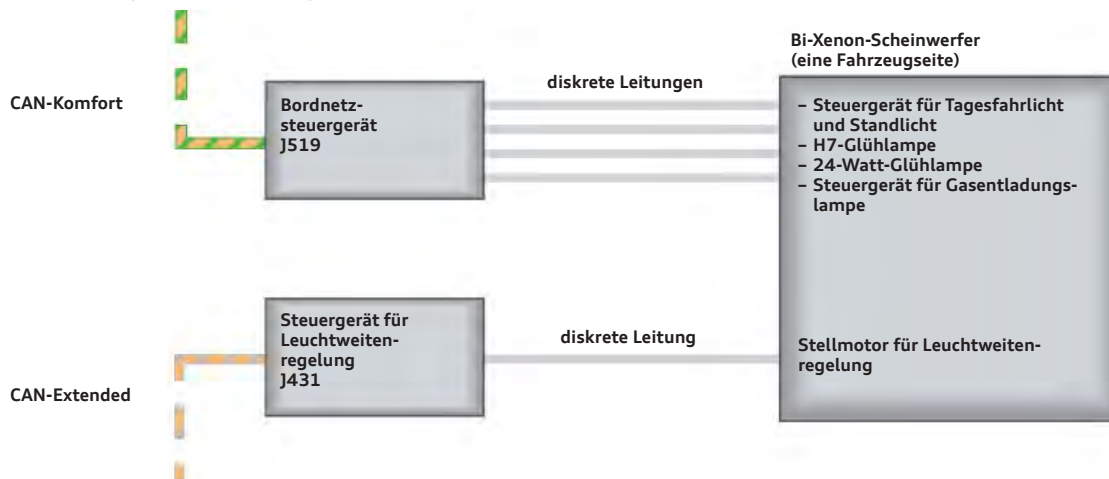 CAN-Komfort
Bordnetz-
steuergerät
J519
diskrete Leitungen
Bi-Xenon-Scheinwerfer
(eine Fahrzeugseite)
– Steuergerät für Tagesfahrlicht
und Standlicht
– H7-Glühlampe
– 24-Watt-Glühlampe
– Steuergerät für Gasentladungs-
lampe
CAN-Extended
Steuergerät für
Leuchtweiten-
regelung
J431
diskrete Leitung
Stellmotor für Leuchtweiten-
regelung